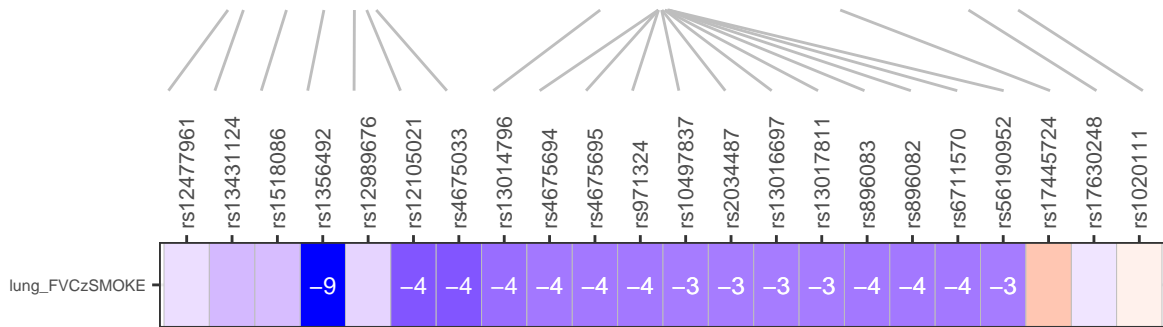 rs12477961
rs13431124
rs1518086
rs1356492
rs12989676
rs12105021
rs4675033
rs13014796
rs4675694
rs4675695
rs971324
rs10497837
rs2034487
rs13016697
rs13017811
rs896083
rs896082
rs6711570
rs56190952
rs17445724
rs17630248
rs1020111
lung_FVCzSMOKE −9 −4 −4 −4 −4 −4 −4 −3 −3 −3 −3 −4 −4 −4 −3